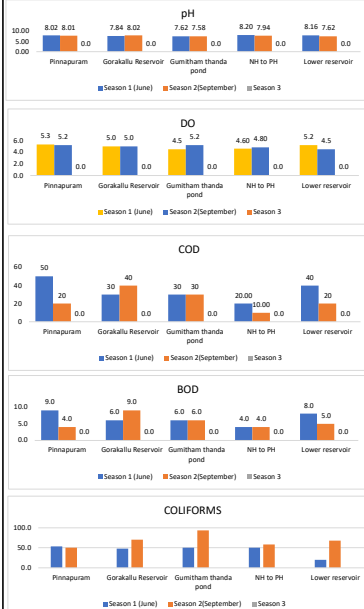 pH
8.02 8.01 7.84 8.02 7.62 7.58 8.20 7.94 8.16 7.62
10.00
5.00
0.00
0.0 0.0 0.0 0.0 0.0
Pinnapuram Gorakallu Reservoir Gumitham thanda pond NH to PH Lower reservoir
Season 1 (June) Season 2 (September) Season 3
DO
5.3 5.2 5.0 5.0 4.5 5.2 4.60 4.80 5.2 4.5
6.0
4.0
2.0
0.0
0.0 0.0 0.0 0.0 0.0
Pinnapuram Gorakallu Reservoir Gumitham thanda pond NH to PH Lower reservoir
Season 1 (June) Season 2(September) Season 3
COD
60
40
20
0
50 20 0.0 30 40 0.0 30 30 0.0 20.00 10.00 0.0 40 20 0.0
Pinnapuram Gorakallu Reservoir Gumitham thanda pond NH to PH Lower reservoir
Season 1 (June) Season 2(September) Season 3
BOD
10.0
5.0
0.0
9.0 4.0 0.0 6.0 9.0 0.0 6.0 6.0 0.0 4.0 4.0 0.0 8.0 5.0 0.0
Pinnapuram Gorakallu Reservoir Gumitham thanda pond NH to PH Lower reservoir
Season 1 (June) Season 2(September) Season 3
COLIFORMS
100.0
50.0
0.0
Pinnapuram Gorakallu Reservoir Gumitham thanda pond NH to PH Lower reservoir
Season 1 (June) Season 2(September) Season 3